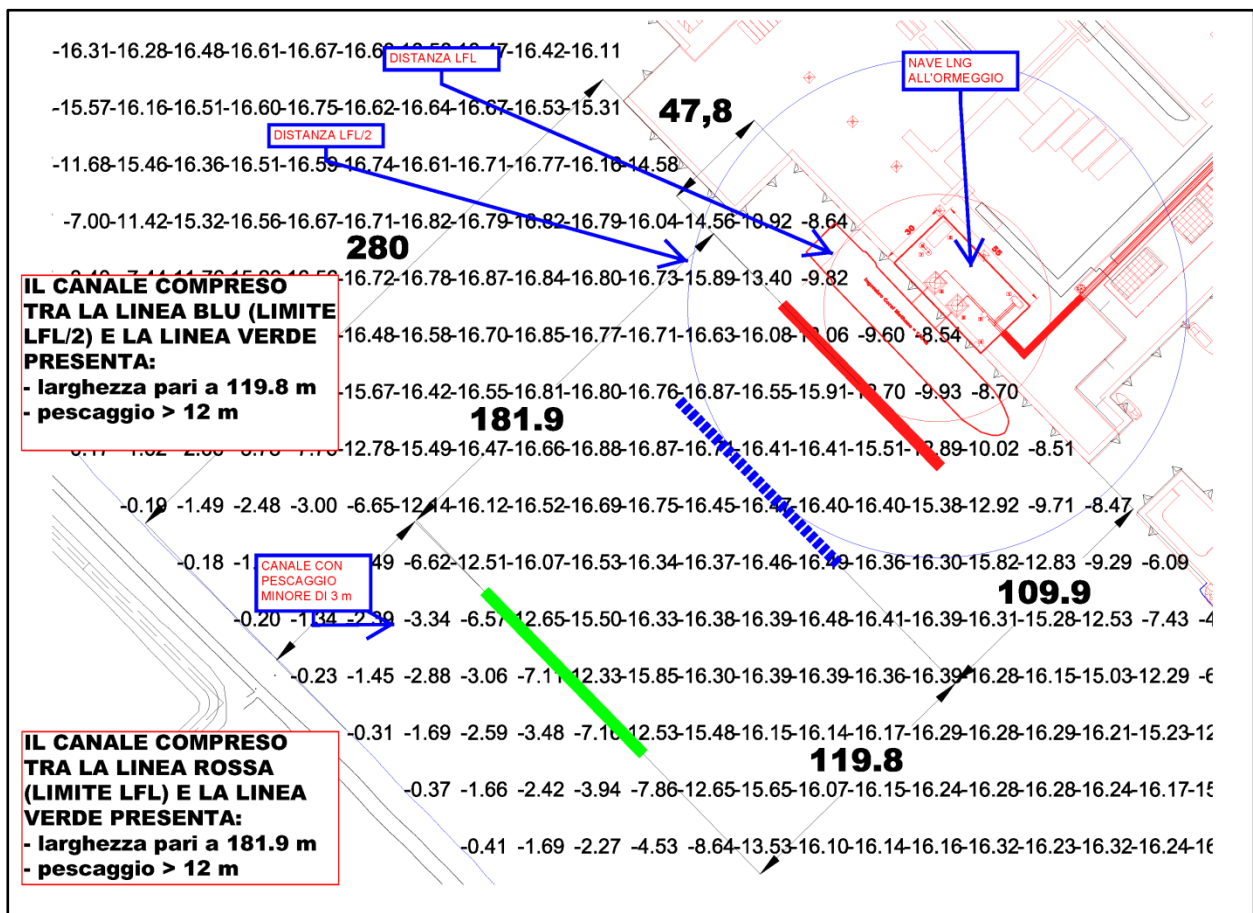 -16.31-16.28-16.48-16.61-16.67-16.42-16.11
DISTANZA LFL
NAVE LNG
ALL'ORMEGGIO
-15.57-16.16-16.51-16.60-16.75-16.62-16.64-16.67-16.53-15.31
47,8
DISTANZA LFL/2
-11.68-15.46-16.36-16.51-16.59-16.74-16.61-16.71-16.77-16.16-14.58
-7.00-11.42-15.32-16.56-16.67-16.71-16.82-16.79-16.82-16.79-16.04-14.56-10.92 -8.64
30
55
280
-16.72-16.78-16.87-16.84-16.80-16.73-15.89-13.40 -9.82
IL CANALE COMPRESO
TRA LA LINEA BLU (LIMITE
LFL/2) E LA LINEA VERDE
PRESENTA:
- larghezza pari a 119.8 m
- pescaggio > 12 m
-16.48-16.58-16.70-16.85-16.77-16.71-16.63-16.08 -9.60 -8.54
-15.67-16.42-16.55-16.81-16.80-16.76-16.87-16.55-15.91 -9.93 -8.70
181.9
-12.78-15.49-16.47-16.66-16.88-16.87 -16.41-16.41-15.51 -10.02 -8.51
-0.19 -1.49 -2.48 -3.00 -6.65-12.14-16.12-16.52-16.69-16.75-16.45-16.47-16.40-16.40-15.38-12.92 -9.71 -8.47
-0.18 -6.62-12.51-16.07-16.53-16.34-16.37-16.46-16.49-16.36-16.30-15.82-12.83 -9.29 -6.09
CANALE CON
PESCAGGIO
MINORE DI 3 m
109.9
-0.20 -1.34 -2.39 -3.34 -6.57-12.65-15.50-16.33-16.38-16.39-16.48-16.41-16.39-16.31-15.28-12.53 -7.43
-0.23 -1.45 -2.88 -3.06 -7.11-12.33-15.85-16.30-16.39-16.39-16.36-16.39-16.28-16.15-15.03-12.29
-0.31 -1.69 -2.59 -3.48 -7.16-12.53-15.48-16.15-16.14-16.17-16.29-16.28-16.29-16.21-15.23
119.8
IL CANALE COMPRESO
TRA LA LINEA ROSSA
(LIMITE LFL) E LA LINEA
VERDE PRESENTA:
- larghezza pari a 181.9 m
- pescaggio > 12 m
-0.37 -1.66 -2.42 -3.94 -7.86-12.65-15.65-16.07-16.15-16.24-16.28-16.28-16.24-16.17
-0.41 -1.69 -2.27 -4.53 -8.64-13.53-16.10-16.14-16.16-16.32-16.23-16.32-16.24